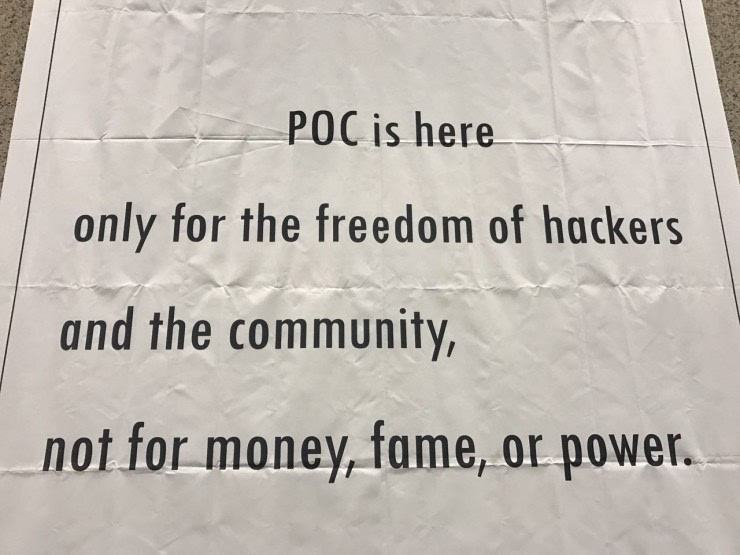 POC is here
only for the freedom of hackers
and the community,
not for money, fame, or power.